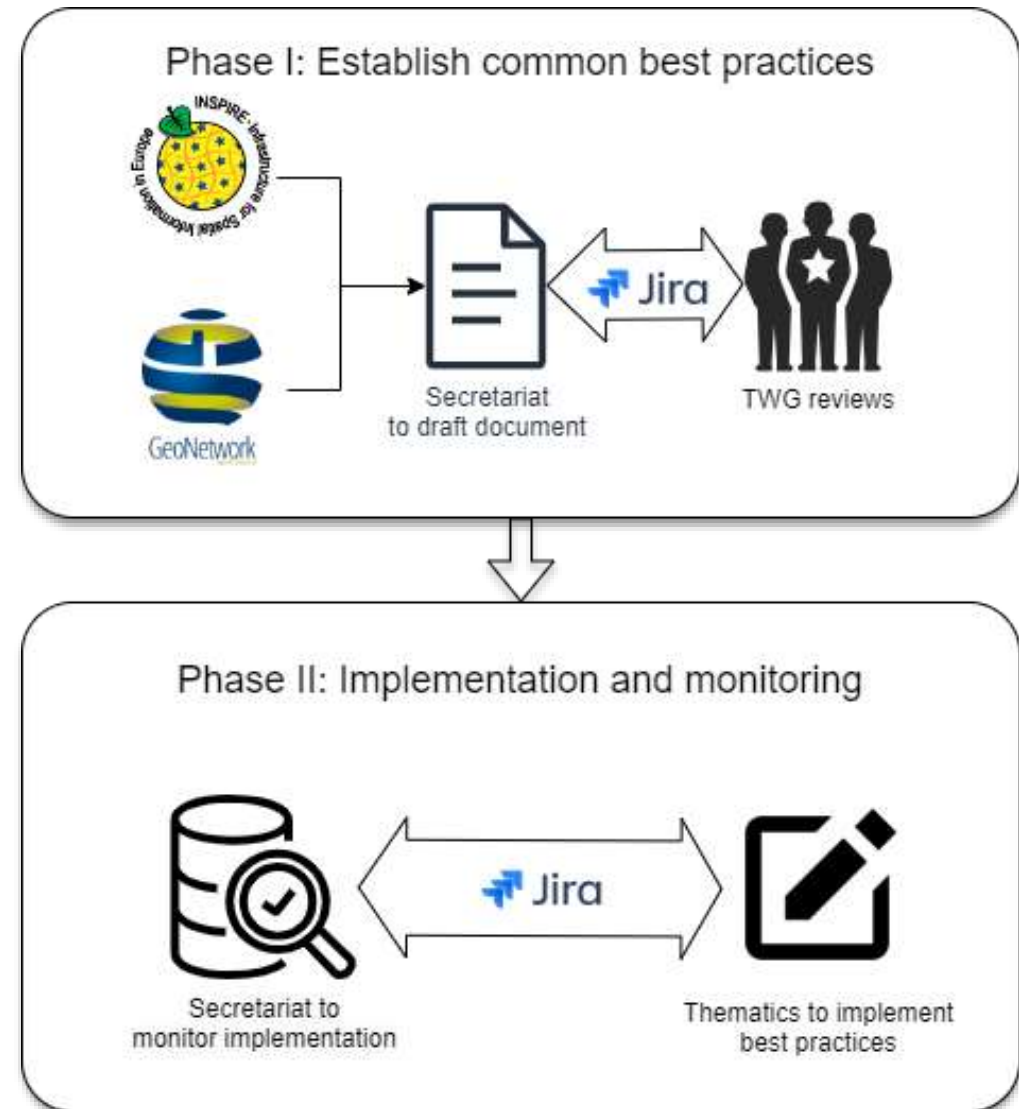 Phase I: Establish common best practices
INSPIRE · Infrastructure for Spatial Information in Europe
GeoNetwork
Jira
Secretariat
to draft document
TWG reviews
Phase II: Implementation and monitoring
Jira
Secretariat to
monitor implementation
Thematics to implement
best practices